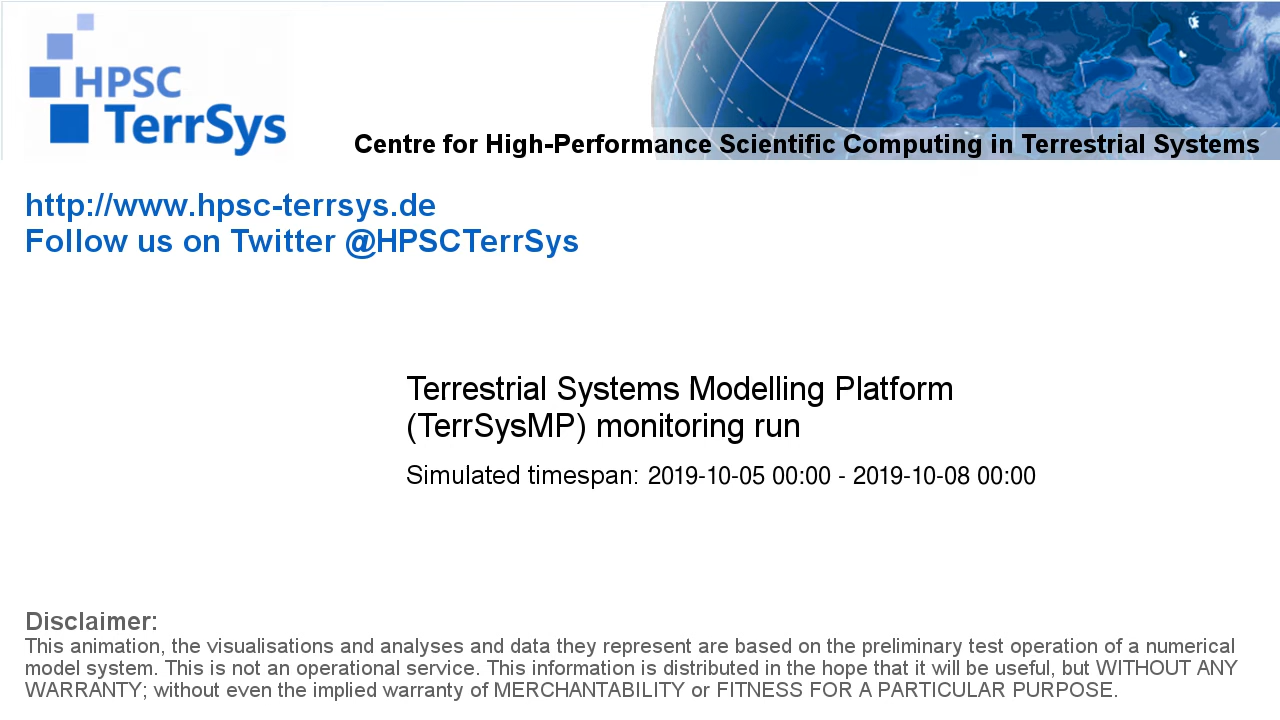 HPSC
TerrSys
Centre for High-Performance Scientific Computing in Terrestrial Systems
http://www.hpsc-terrsys.de
Follow us on Twitter @HPSCTerrSys
Terrestrial Systems Modelling Platform
(TerrSysMP) monitoring run
Simulated timespan: 2019-10-05 00:00 - 2019-10-08 00:00
Disclaimer:
This animation, the visualisations and analyses and data they represent are based on the preliminary test operation of a numerical
model system. This is not an operational service. This information is distributed in the hope that it will be useful, but WITHOUT ANY
WARRANTY; without even the implied warranty of MERCHANTABILITY or FITNESS FOR A PARTICULAR PURPOSE.